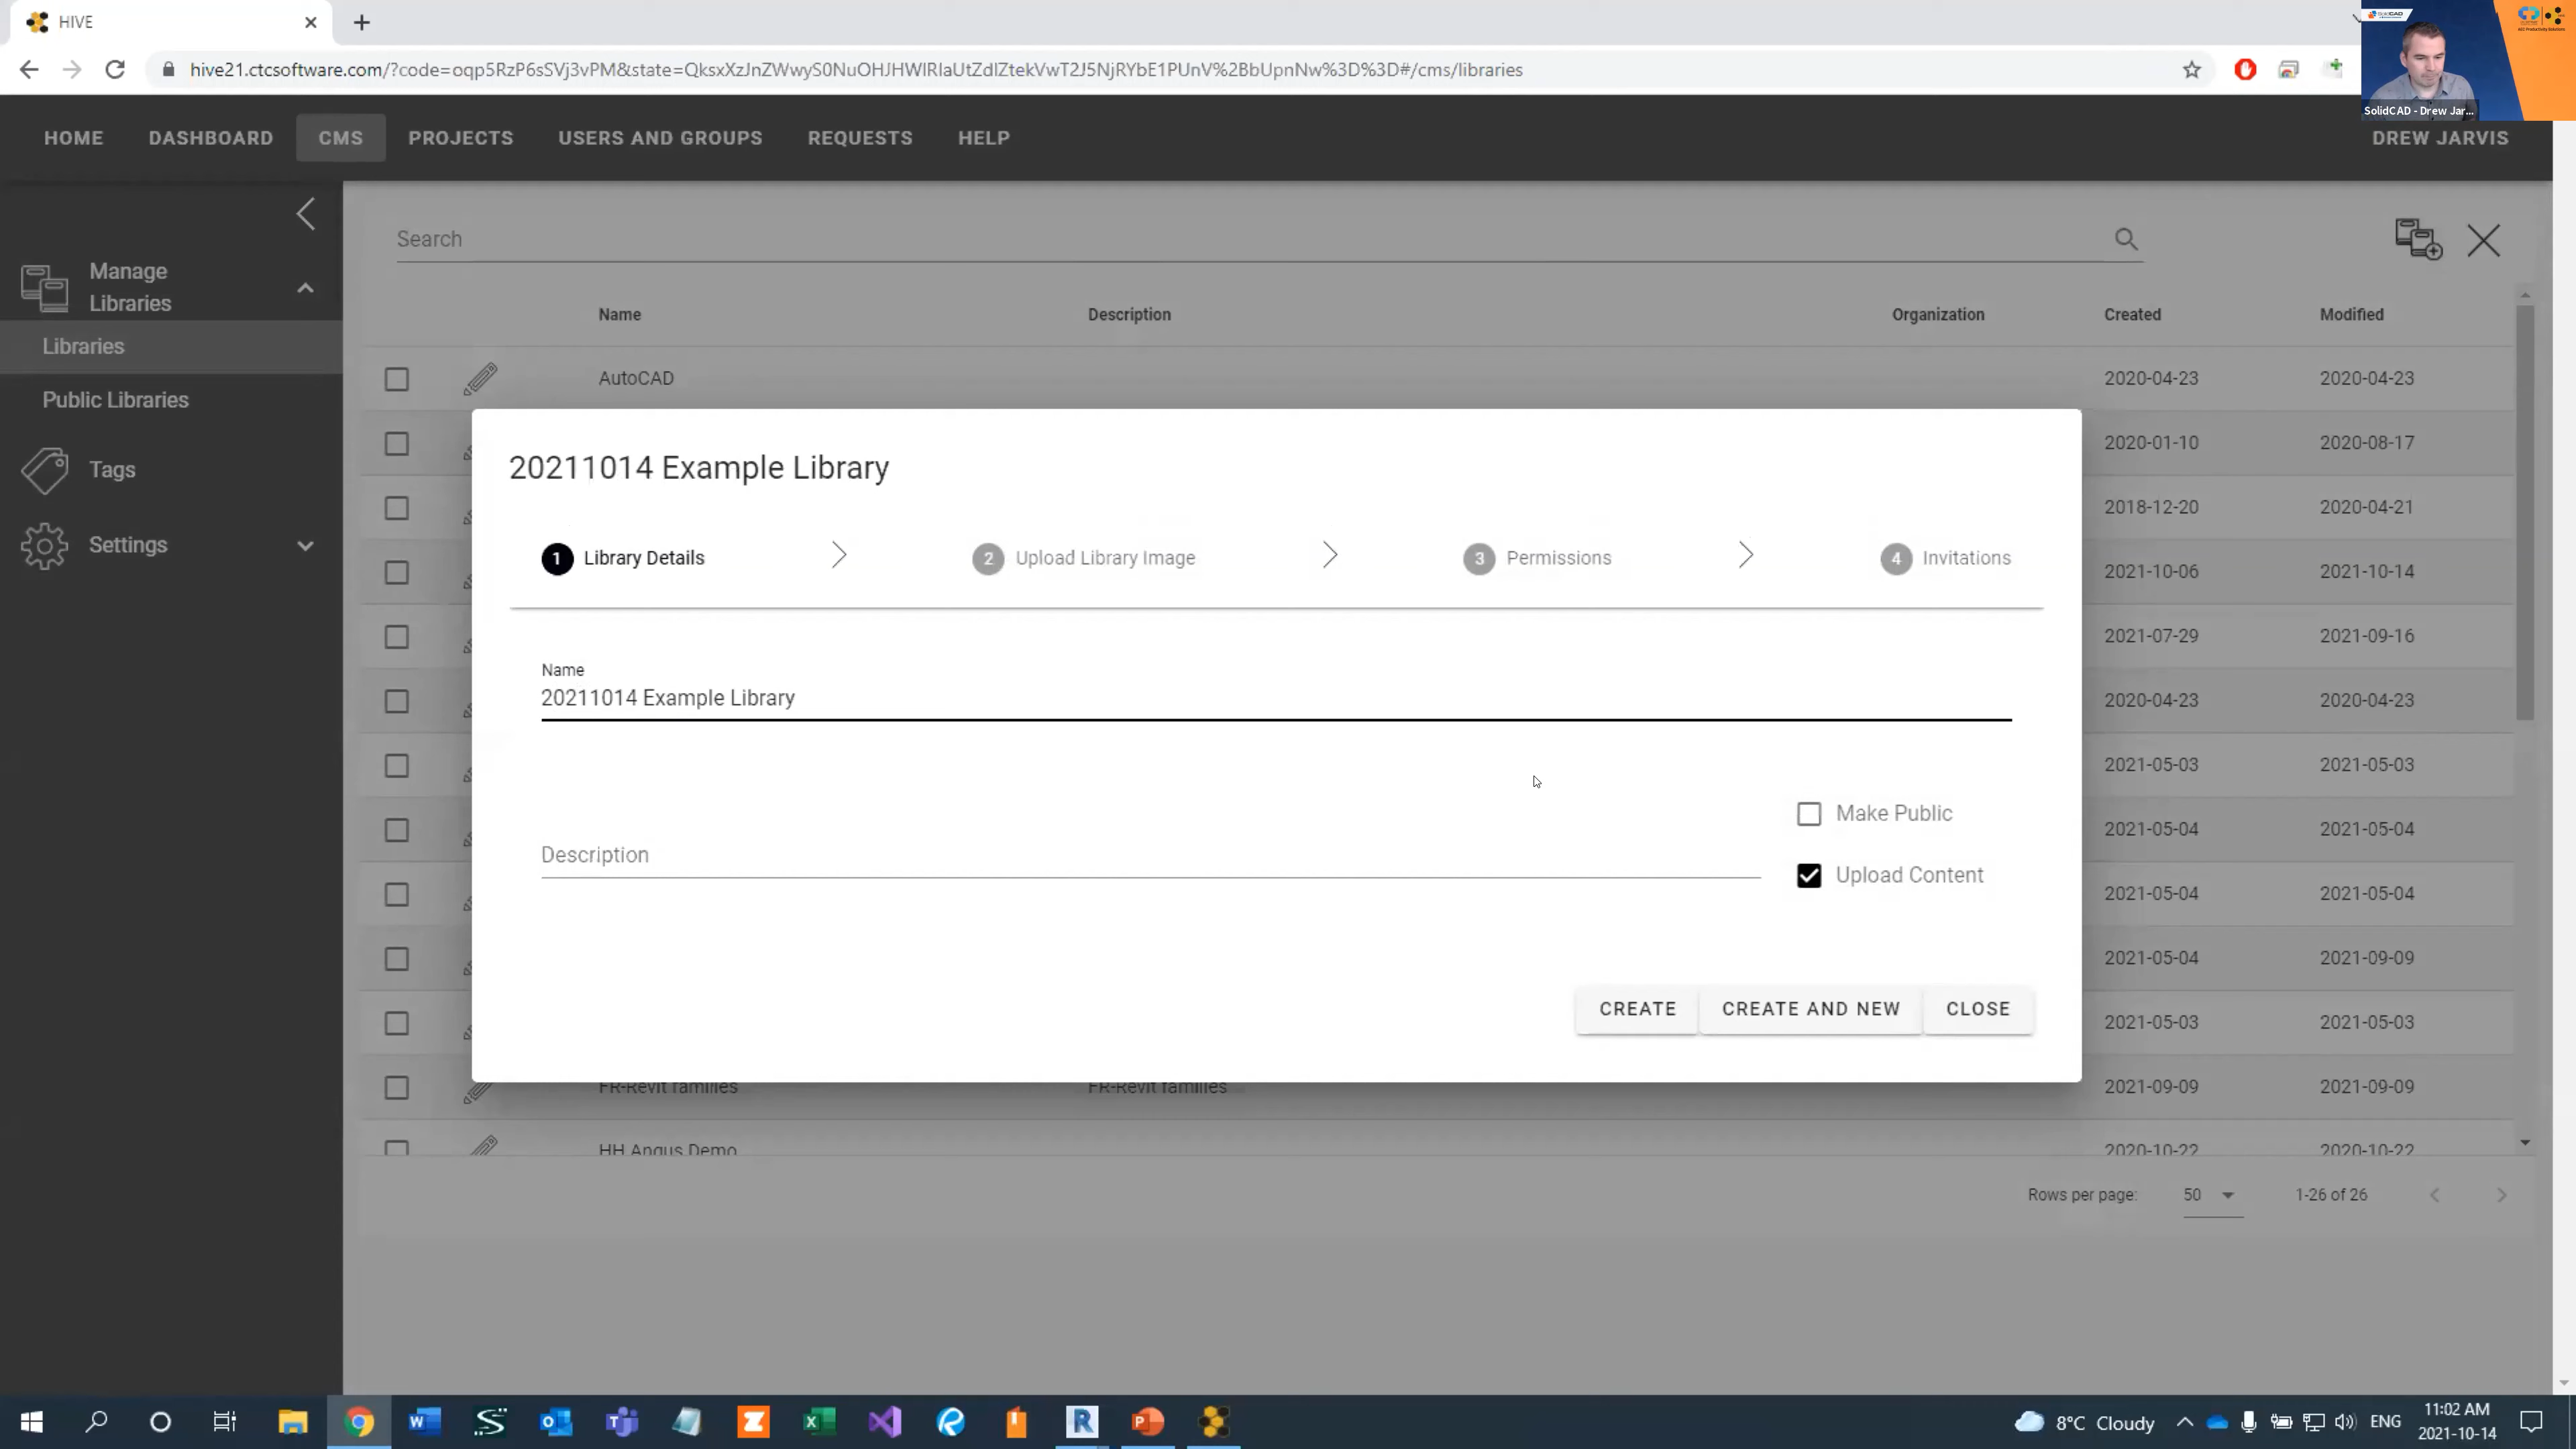 HIVE
hive21.ctcsoftware.com/?code=oqp5RzP6sSVj3vPM&state=QksxXzJnZWwyS0NuOHJHWlRIaUtZdlZtekVwT2J5NjRYbE1PUnV%2BbUpnNw%3D%3D#/cms/libraries
SolidCAD - Drew Jar...
HOME DASHBOARD CMS PROJECTS USERS AND GROUPS REQUESTS HELP DREW JARVIS
Manage
Libraries
Libraries
Public Libraries
Tags
Settings
Search
Name Description Organization Created Modified
AutoCAD 2020-04-23 2020-04-23
2020-01-10 2020-08-17
2018-12-20 2020-04-21
2021-10-06 2021-10-14
2021-07-29 2021-09-16
2020-04-23 2020-04-23
2021-05-03 2021-05-03
2021-05-04 2021-05-04
2021-05-04 2021-05-04
2021-05-04 2021-09-09
2021-05-03 2021-05-03
FR-Revit families FR-Revit families 2021-09-09 2021-09-09
HH Angus Demo 2020-10-22 2020-10-22
20211014 Example Library
1 Library Details 2 Upload Library Image 3 Permissions 4 Invitations
Name
20211014 Example Library
Make Public
Description
Upload Content
CREATE CREATE AND NEW CLOSE
Rows per page: 50 1-26 of 26
8°C Cloudy ENG
11:02 AM
2021-10-14